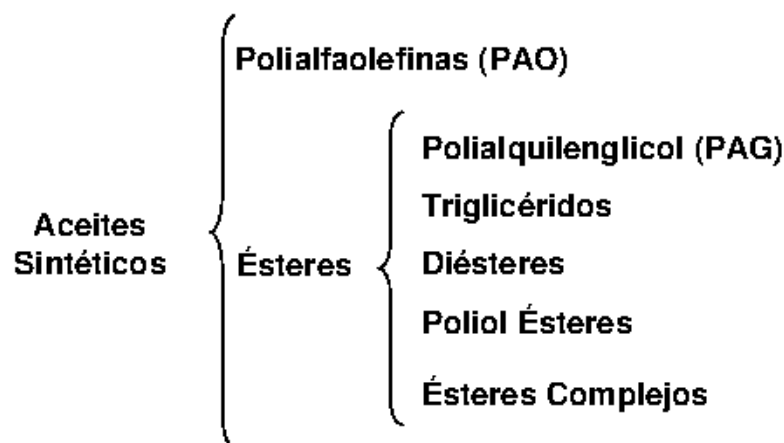 Aceites
Sintéticos
Polialfaolefinas (PAO)
Ésteres
Polialquilenglicol (PAG)
Triglicéridos
Diésteres
Poliol Ésteres
Ésteres Complejos